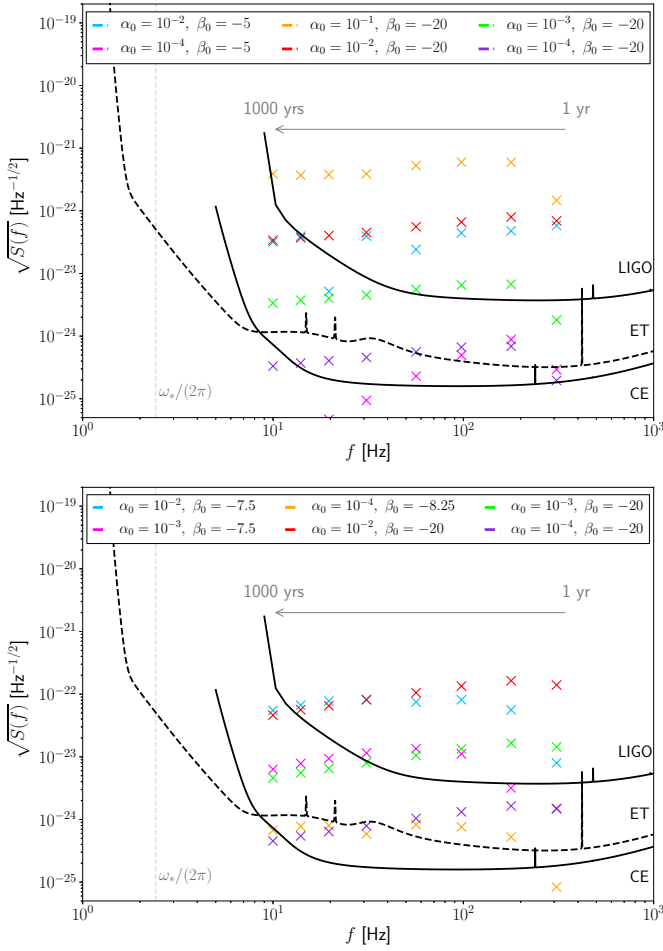 α₀ = 10⁻², β₀ = −5 α₀ = 10⁻¹, β₀ = −20 α₀ = 10⁻³, β₀ = −20
α₀ = 10⁻⁴, β₀ = −5 α₀ = 10⁻², β₀ = −20 α₀ = 10⁻⁴, β₀ = −20
10⁻¹⁹
10⁻²⁰
10⁻²¹
10⁻²²
10⁻²³
10⁻²⁴
10⁻²⁵
√S(f) [Hz⁻¹/²]
1000 yrs
1 yr
LIGO
ET
CE
ω*/(2π)
10⁰ 10¹ 10² 10³
f [Hz]
α₀ = 10⁻², β₀ = −7.5 α₀ = 10⁻⁴, β₀ = −8.25 α₀ = 10⁻³, β₀ = −20
α₀ = 10⁻³, β₀ = −7.5 α₀ = 10⁻², β₀ = −20 α₀ = 10⁻⁴, β₀ = −20
10⁻¹⁹
10⁻²⁰
10⁻²¹
10⁻²²
10⁻²³
10⁻²⁴
10⁻²⁵
√S(f) [Hz⁻¹/²]
1000 yrs
1 yr
LIGO
ET
CE
ω*/(2π)
10⁰ 10¹ 10² 10³
f [Hz]